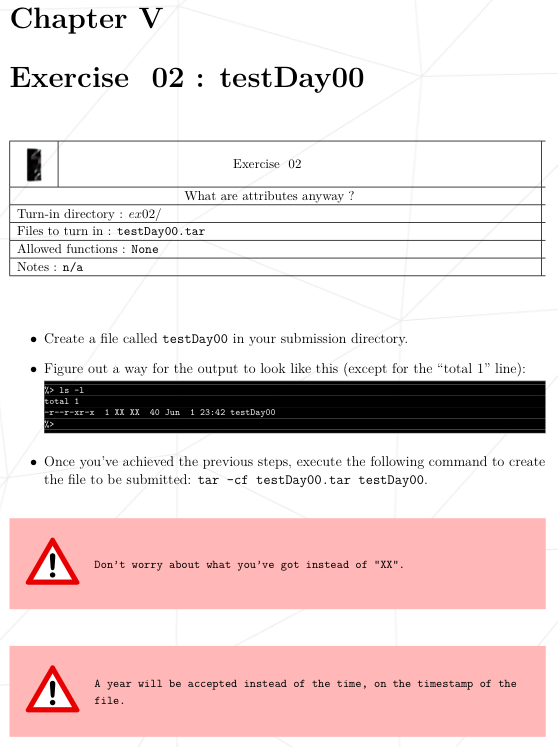 Chapter V
Exercise 02 : testDay00
Exercise 02
What are attributes anyway ?
Turn-in directory : ex02/
Files to turn in : testDay00.tar
Allowed functions : None
Notes : n/a
• Create a file called testDay00 in your submission directory.
• Figure out a way for the output to look like this (except for the “total 1” line):
%> ls -l
total 1
-r--r-xr-x 1 XX XX 40 Jun 1 23:42 testDay00
%>
• Once you’ve achieved the previous steps, execute the following command to create
the file to be submitted: tar -cf testDay00.tar testDay00.
Don’t worry about what you’ve got instead of "XX".
A year will be accepted instead of the time, on the timestamp of the
file.